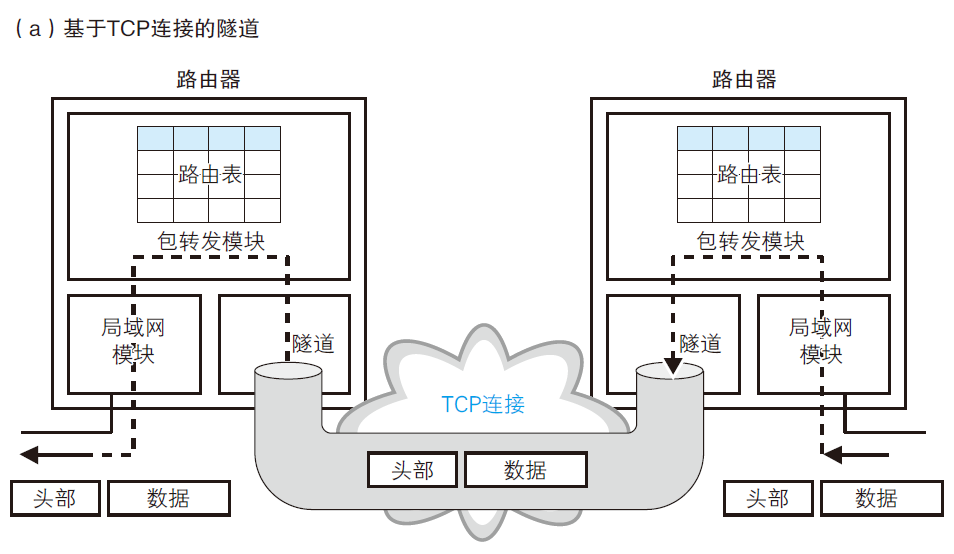 （a）基于TCP连接的隧道
路由器
路由器
路由表
路由表
包转发模块
包转发模块
局域网
模块
隧道
隧道
局域网
模块
TCP连接
头部
数据
头部
数据
头部
数据